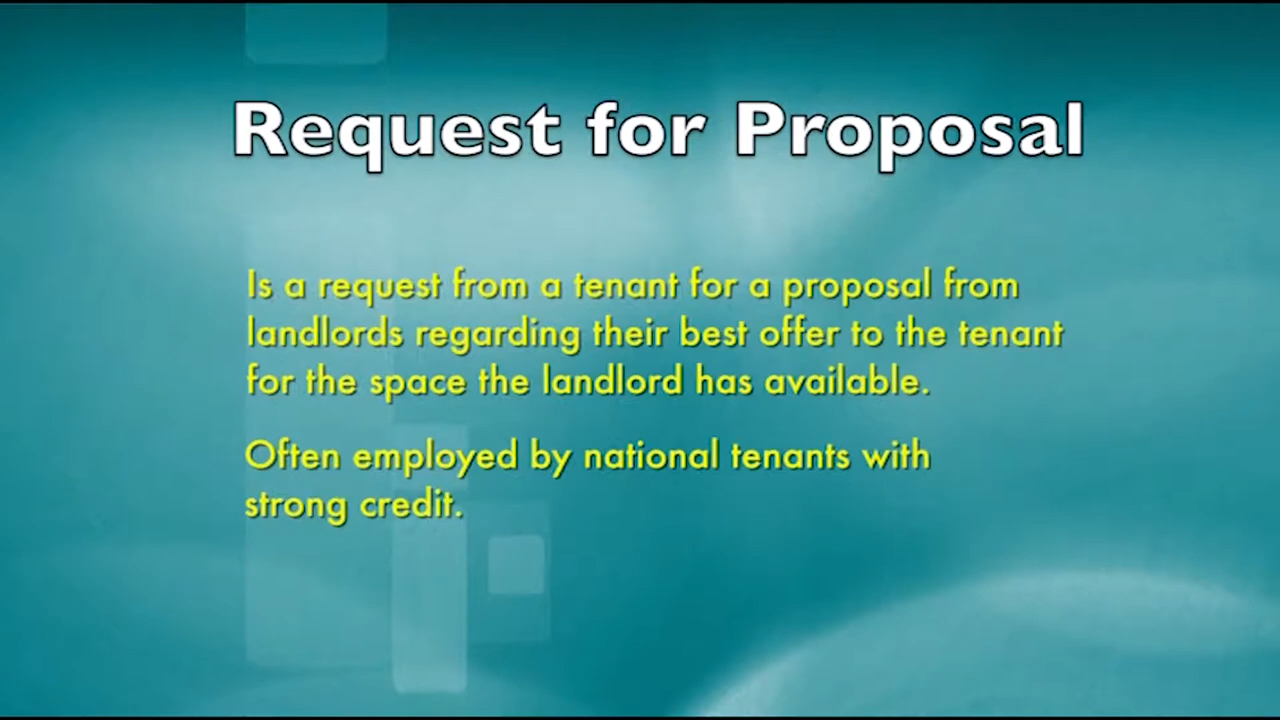 Request for Proposal
Is a request from a tenant for a proposal from
landlords regarding their best offer to the tenant
for the space the landlord has available.
Often employed by national tenants with
strong credit.